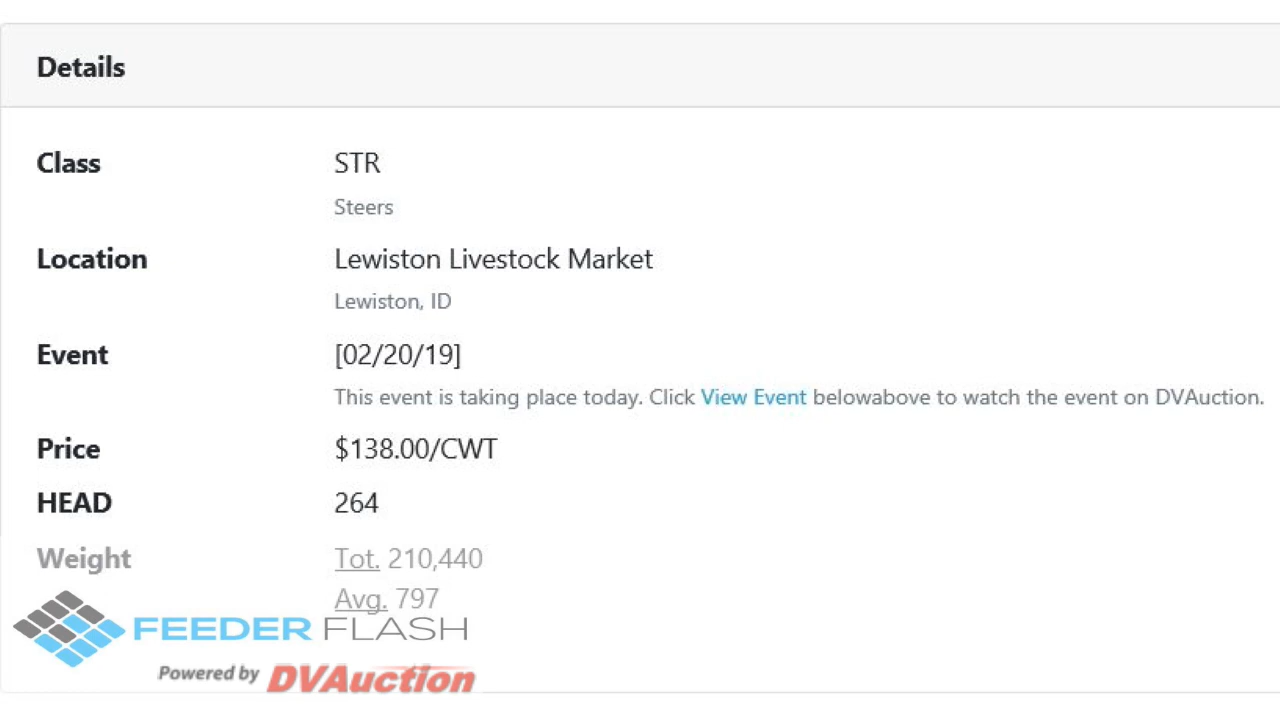 Details
Class STR
Steers
Location Lewiston Livestock Market
Lewiston, ID
Event [02/20/19]
This event is taking place today. Click View Event belowabove to watch the event on DVAuction.
Price $138.00/CWT
HEAD 264
Weight Tot. 210,440
Avg. 797
FEEDER FLASH
Powered by DVAuction